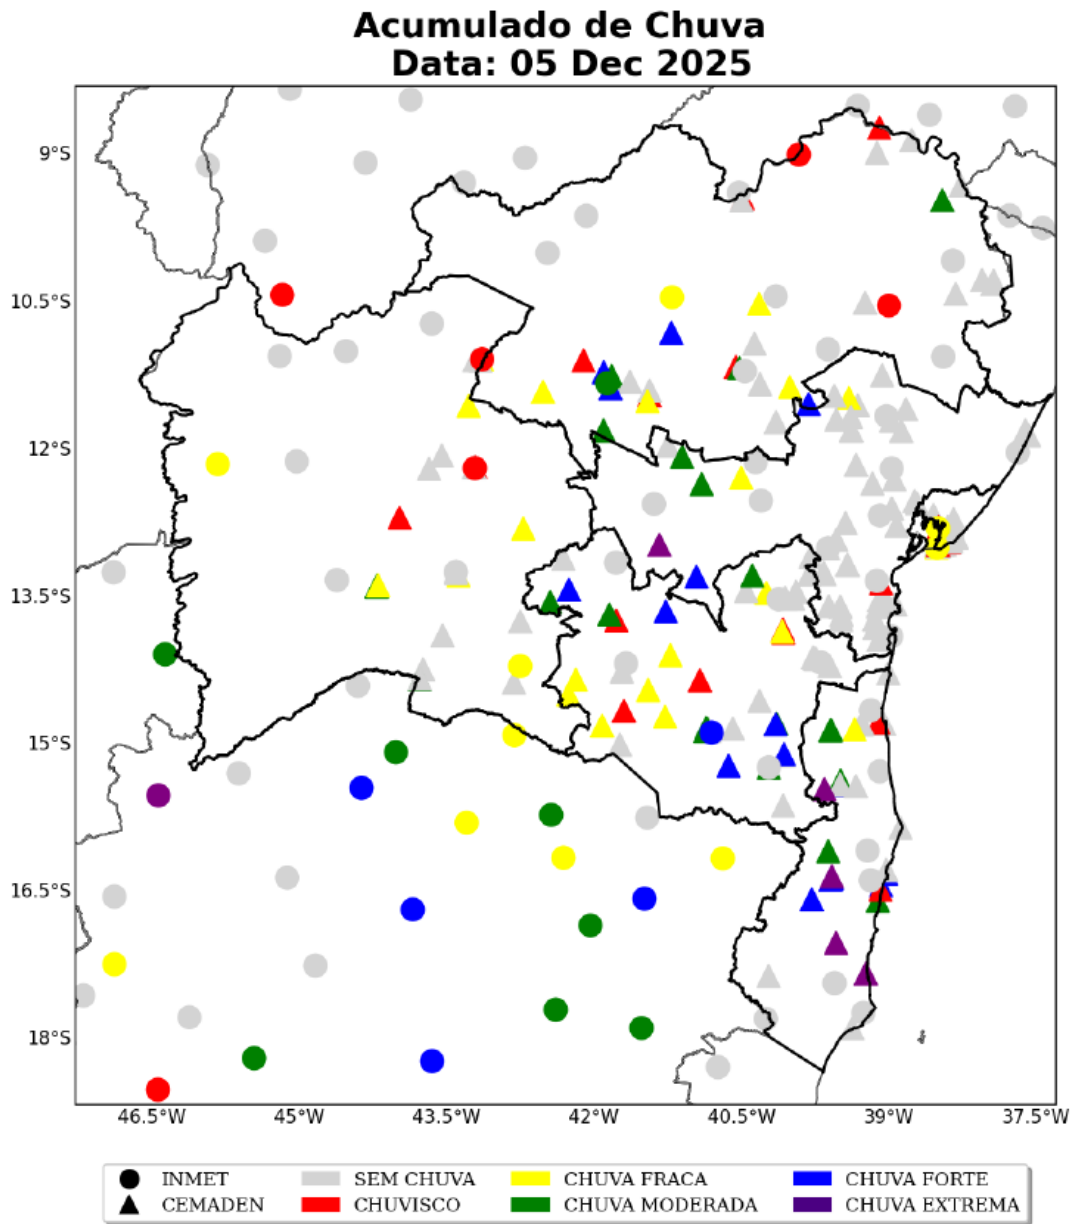 Acumulado de Chuva
Data: 05 Dec 2025
9°S
10.5°S
12°S
13.5°S
15°S
16.5°S
18°S
46.5°W 45°W 43.5°W 42°W 40.5°W 39°W 37.5°W
INMET SEM CHUVA CHUVA FRACA CHUVA FORTE
CEMADEN CHUVISCO CHUVA MODERADA CHUVA EXTREMA